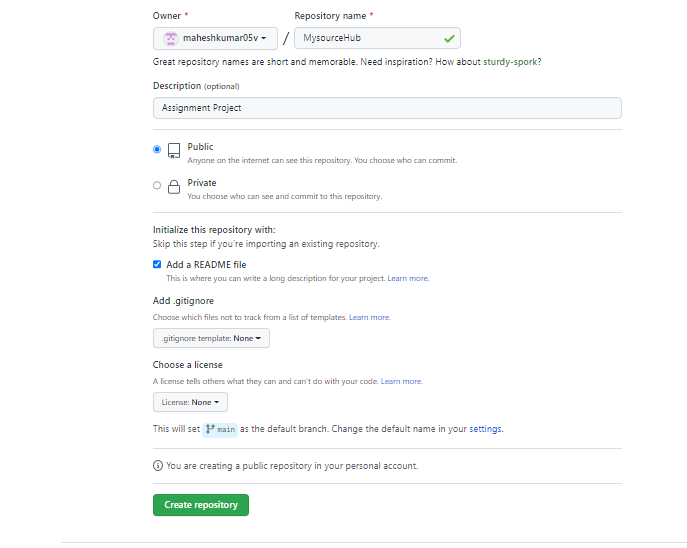 Owner * Repository name *
maheshkumar05v / MysourceHub
Great repository names are short and memorable. Need inspiration? How about sturdy-spork?
Description (optional)
Assignment Project
Public
Anyone on the internet can see this repository. You choose who can commit.
Private
You choose who can see and commit to this repository.
Initialize this repository with:
Skip this step if you're importing an existing repository.
Add a README file
This is where you can write a long description for your project. Learn more.
Add .gitignore
Choose which files not to track from a list of templates. Learn more.
.gitignore template: None
Choose a license
A license tells others what they can and can't do with your code. Learn more.
License: None
This will set main as the default branch. Change the default name in your settings.
You are creating a public repository in your personal account.
Create repository